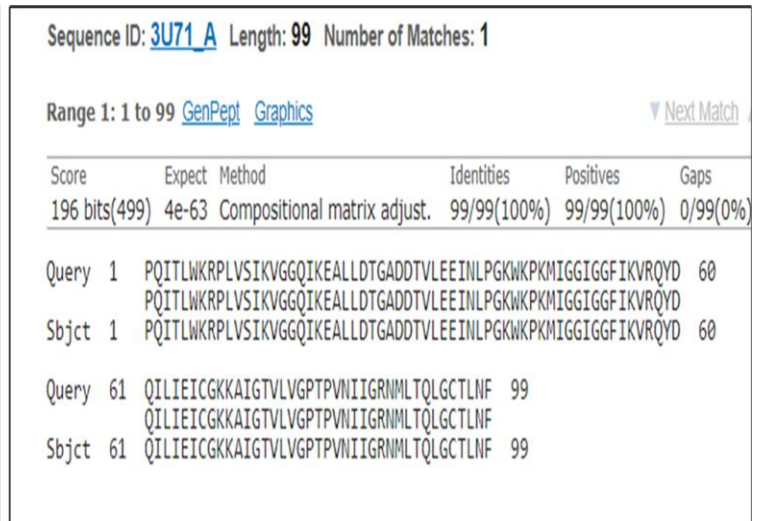 Sequence ID: 3U71_A Length: 99 Number of Matches: 1
Range 1: 1 to 99 GenPept Graphics ▼ Next Match
Score Expect Method Identities Positives Gaps
196 bits(499) 4e-63 Compositional matrix adjust. 99/99(100%) 99/99(100%) 0/99(0%)
Query 1 PQITLWKRPLVSIKVGGQIKEALLDTGADDTVLEEINLPGKWKPKMIGGIGGFIKVRQYD 60
PQITLWKRPLVSIKVGGQIKEALLDTGADDTVLEEINLPGKWKPKMIGGIGGFIKVRQYD
Sbjct 1 PQITLWKRPLVSIKVGGQIKEALLDTGADDTVLEEINLPGKWKPKMIGGIGGFIKVRQYD 60
Query 61 QILIEICGKKAIGTVLVGPTPVNIIGRNMLTQLGCTLNF 99
QILIEICGKKAIGTVLVGPTPVNIIGRNMLTQLGCTLNF
Sbjct 61 QILIEICGKKAIGTVLVGPTPVNIIGRNMLTQLGCTLNF 99